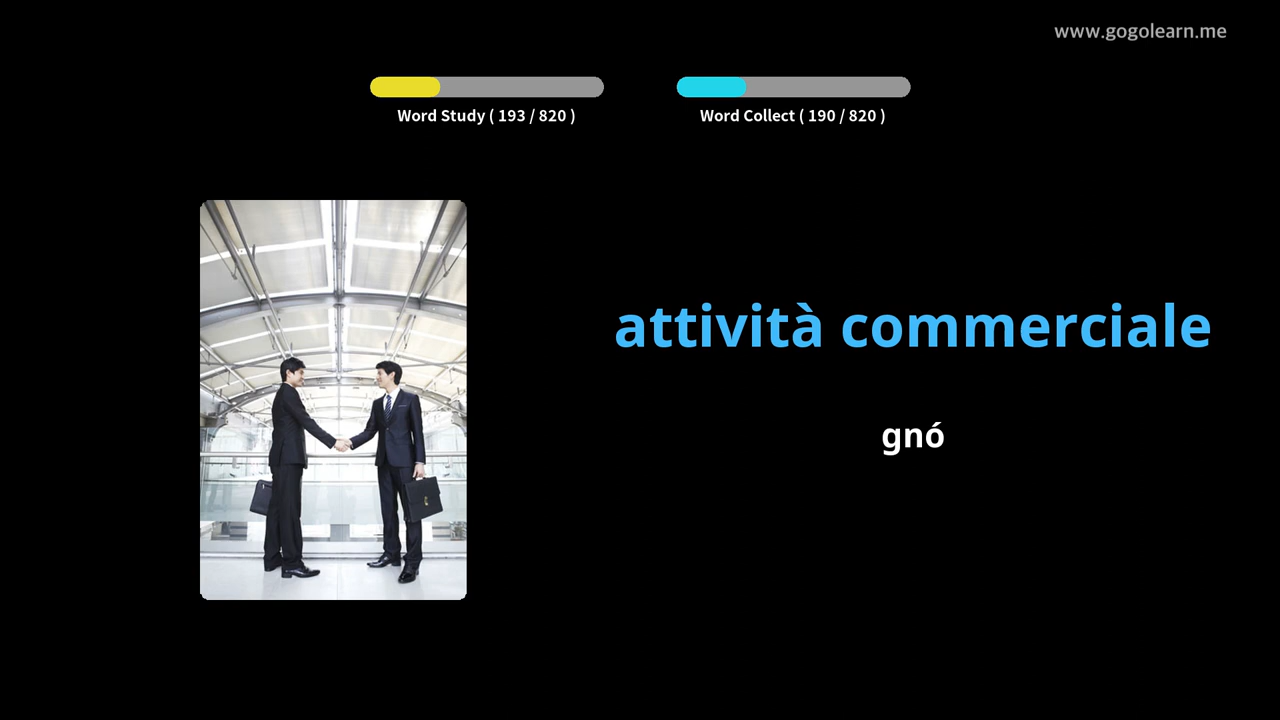 www.gogolearn.me
Word Study ( 193 / 820 )
Word Collect ( 190 / 820 )
attività commerciale
gnó